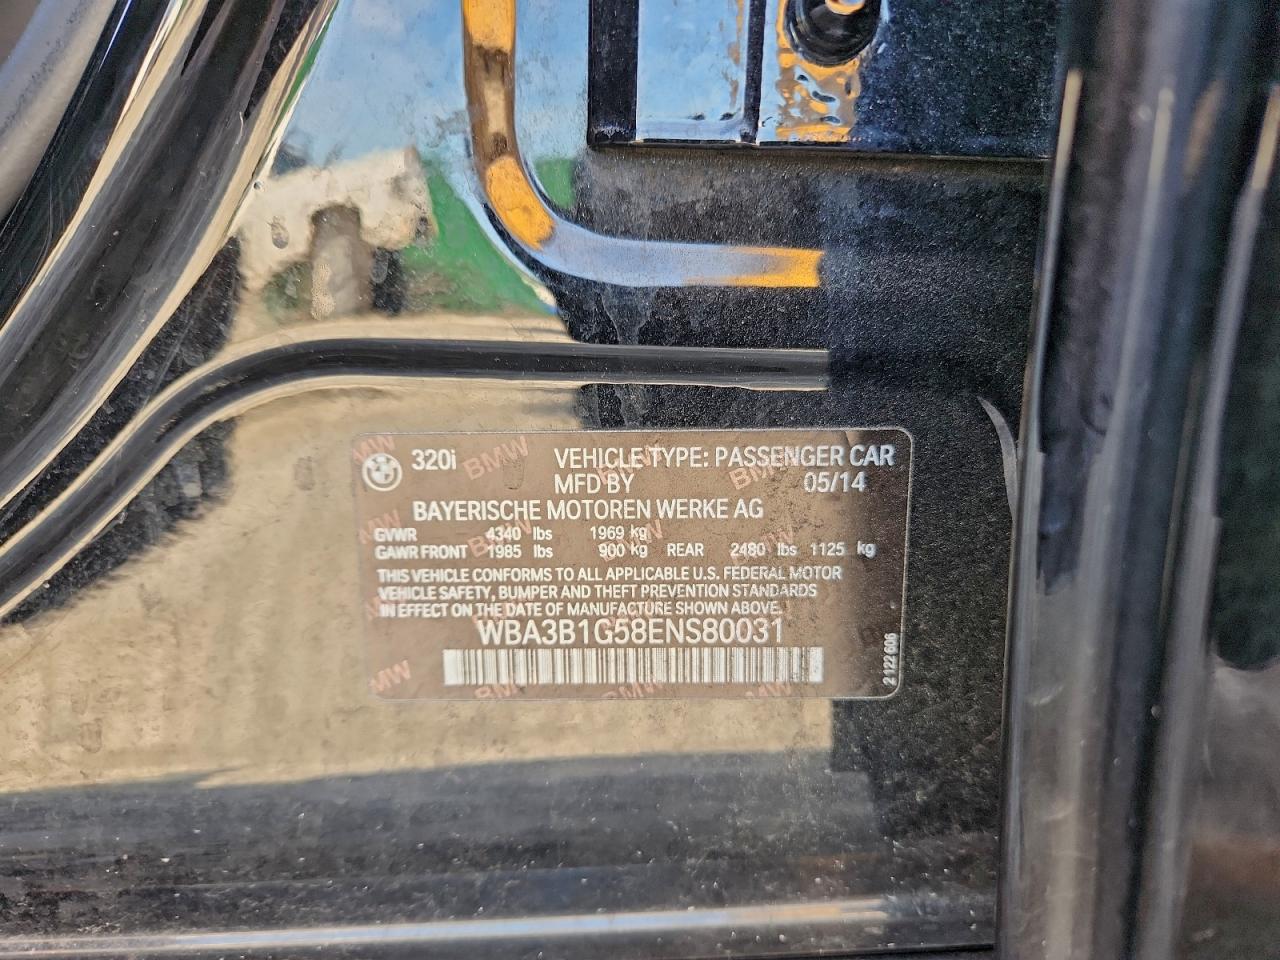 320i VEHICLE TYPE: PASSENGER CAR
MFD BY 05/14
BAYERISCHE MOTOREN WERKE AG
GVWR 4340 lbs 1969 kg
GAWR FRONT 1985 lbs 900 kg REAR 2480 lbs 1125 kg
THIS VEHICLE CONFORMS TO ALL APPLICABLE U.S. FEDERAL MOTOR
VEHICLE SAFETY, BUMPER AND THEFT PREVENTION STANDARDS
IN EFFECT ON THE DATE OF MANUFACTURE SHOWN ABOVE.
WBA3B1G58ENS80031
2 122 606